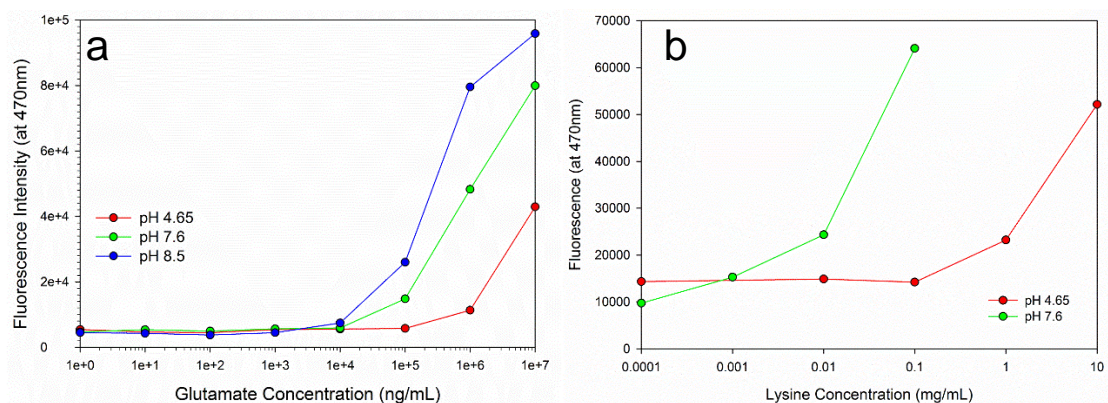 a
1e+5
8e+4
6e+4
4e+4
2e+4
0
Fluorescence Intensity (at 470nm)
pH 4.65
pH 7.6
pH 8.5
1e+0 1e+1 1e+2 1e+3 1e+4 1e+5 1e+6 1e+7
Glutamate Concentration (ng/mL)
b
70000
60000
50000
40000
30000
20000
10000
0
Fluorescence (at 470nm)
pH 4.65
pH 7.6
0.0001 0.001 0.01 0.1 1 10
Lysine Concentration (mg/mL)